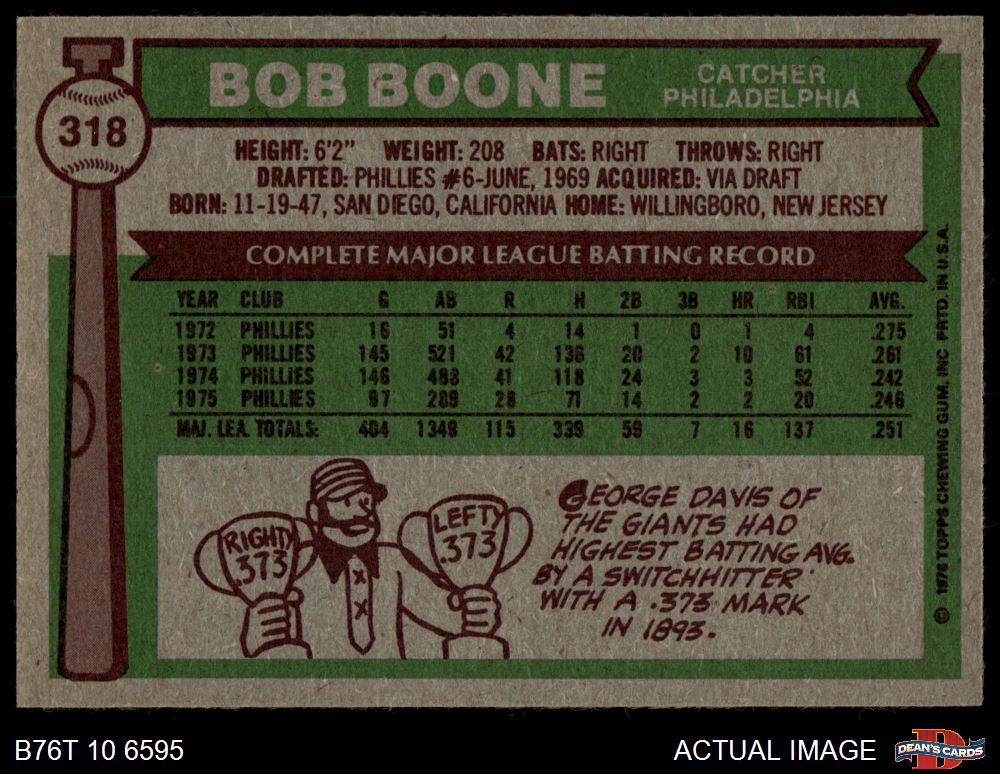 BOB BOONE
CATCHER
PHILADELPHIA
318
HEIGHT: 6'2" WEIGHT: 208 BATS: RIGHT THROWS: RIGHT
DRAFTED: PHILLIES #6-JUNE, 1969 ACQUIRED: VIA DRAFT
BORN: 11-19-47, SAN DIEGO, CALIFORNIA HOME: WILLINGBORO, NEW JERSEY
COMPLETE MAJOR LEAGUE BATTING RECORD
YEAR CLUB G AB R H 2B 3B HR RBI AVG.
1972 PHILLIES 16 51 4 14 1 0 1 4 .275
1973 PHILLIES 145 521 42 136 20 2 10 61 .261
1974 PHILLIES 146 488 41 118 24 3 3 52 .242
1975 PHILLIES 97 289 28 71 14 2 2 20 .246
MAJ. LEA. TOTALS: 404 1349 115 339 59 7 16 137 .251
RIGHTY
.373
LEFTY
.373
GEORGE DAVIS OF
THE GIANTS HAD
HIGHEST BATTING AVG.
BY A SWITCHHITTER
WITH A .373 MARK
IN 1893.
© 1976 TOPPS CHEWING GUM, INC PRTD. IN U.S.A.
B76T 10 6595
ACTUAL IMAGE
D
DEAN'S CARDS